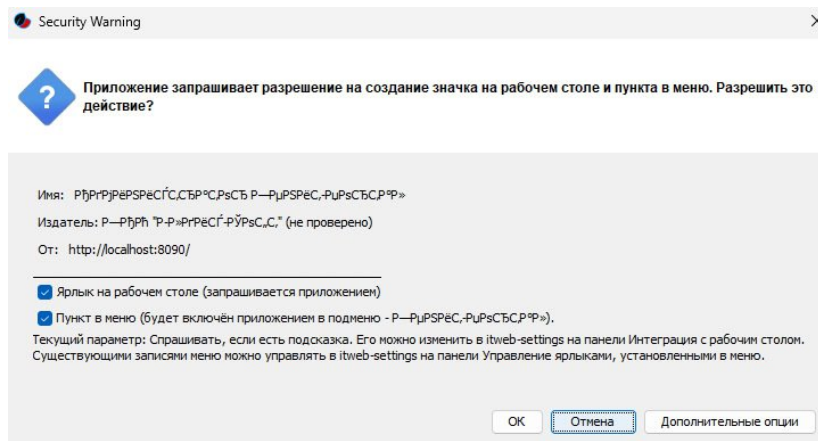 Security Warning
Приложение запрашивает разрешение на создание значка на рабочем столе и пункта в меню. Разрешить это
действие?
Имя:
Издатель: (не проверено)
От: http://localhost:8090/
Ярлык на рабочем столе (запрашивается приложением)
Пункт в меню (будет включён приложением в подменю -
Текущий параметр: Спрашивать, если есть подсказка. Его можно изменить в itweb-settings на панели Интеграция с рабочим столом.
Существующими записями меню можно управлять в itweb-settings на панели Управление ярлыками, установленными в меню.
OK
Отмена
Дополнительные опции